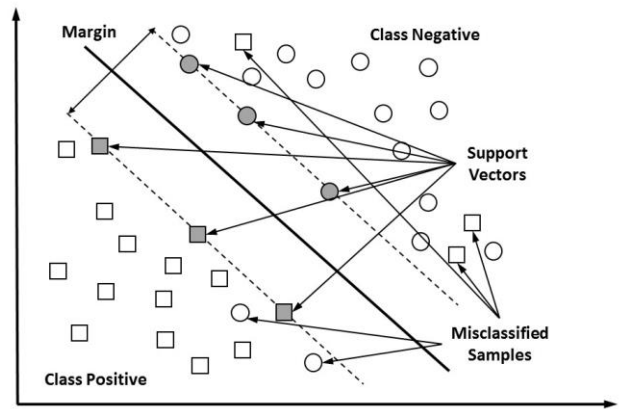 Margin
Class Negative
Support
Vectors
Misclassified
Samples
Class Positive